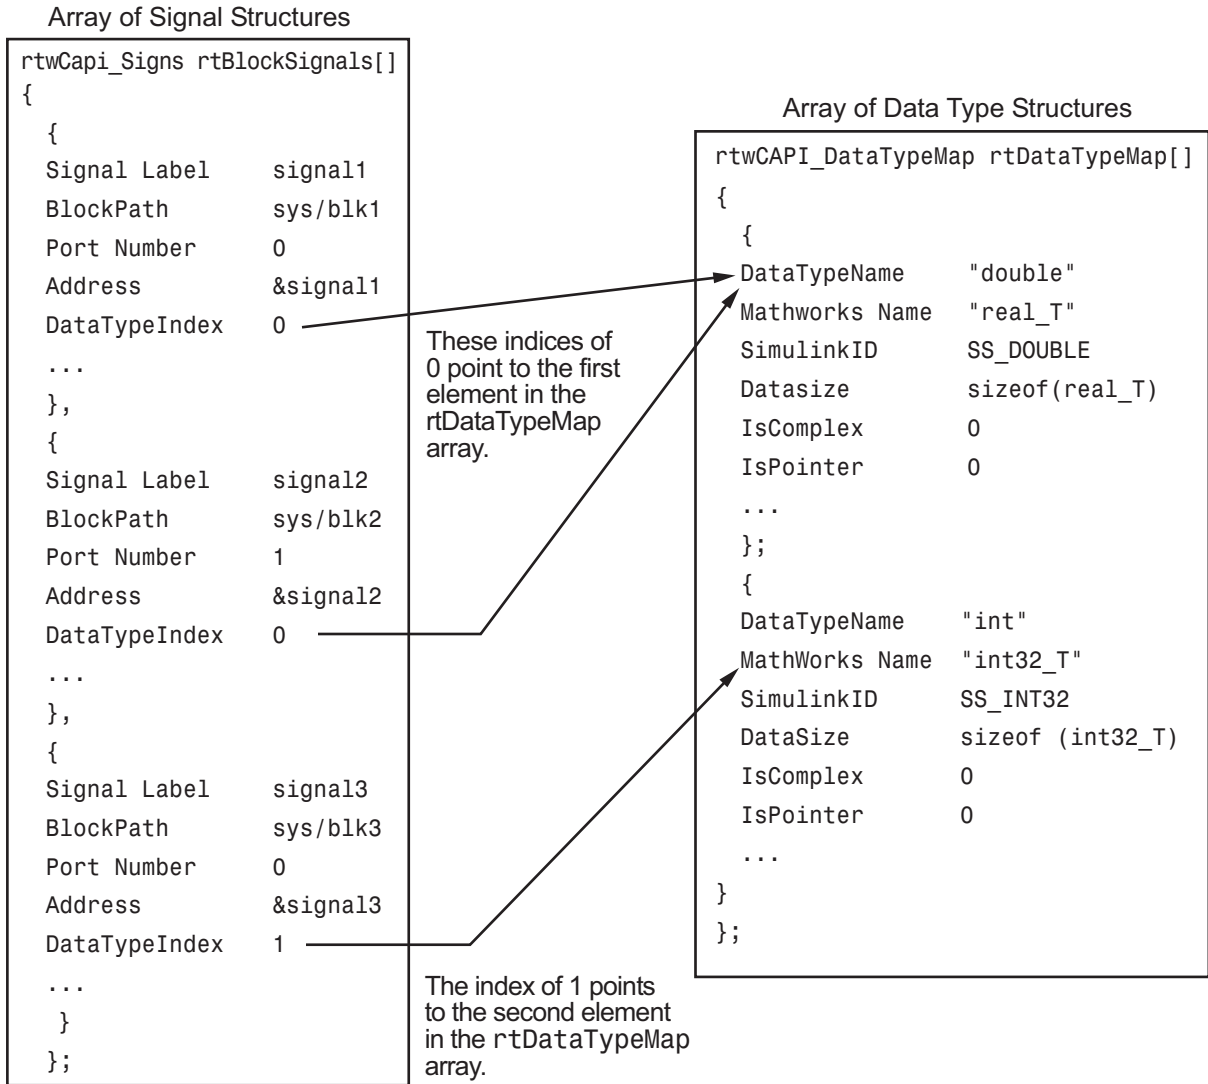 Array of Signal Structures
rtwCapi_Signs rtBlockSignals[]
{
{
Signal Label signal1
BlockPath sys/blk1
Port Number 0
Address &signal1
DataTypeIndex 0
...
},
{
Signal Label signal2
BlockPath sys/blk2
Port Number 1
Address &signal2
DataTypeIndex 0
...
},
{
Signal Label signal3
BlockPath sys/blk3
Port Number 0
Address &signal3
DataTypeIndex 1
...
}
};
These indices of
0 point to the first
element in the
rtDataTypeMap
array.
The index of 1 points
to the second element
in the rtDataTypeMap
array.
Array of Data Type Structures
rtwCAPI_DataTypeMap rtDataTypeMap[]
{
{
DataTypeName "double"
Mathworks Name "real_T"
SimulinkID SS_DOUBLE
Datasize sizeof(real_T)
IsComplex 0
IsPointer 0
...
};
{
DataTypeName "int"
MathWorks Name "int32_T"
SimulinkID SS_INT32
DataSize sizeof (int32_T)
IsComplex 0
IsPointer 0
...
}
};